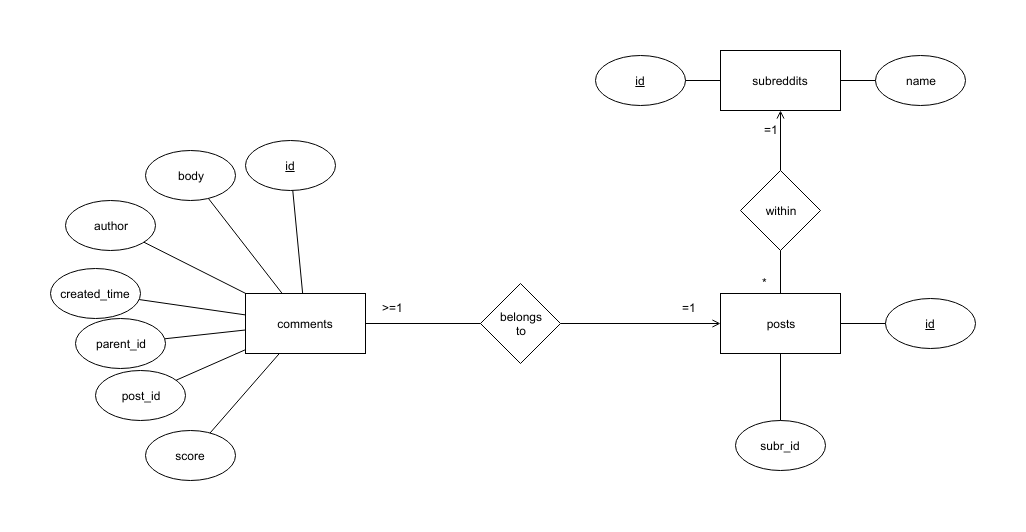 id
subreddits
name
=1
body
id
within
author
*
created_time
comments
>=1
belongs
to
=1
posts
id
parent_id
post_id
score
subr_id